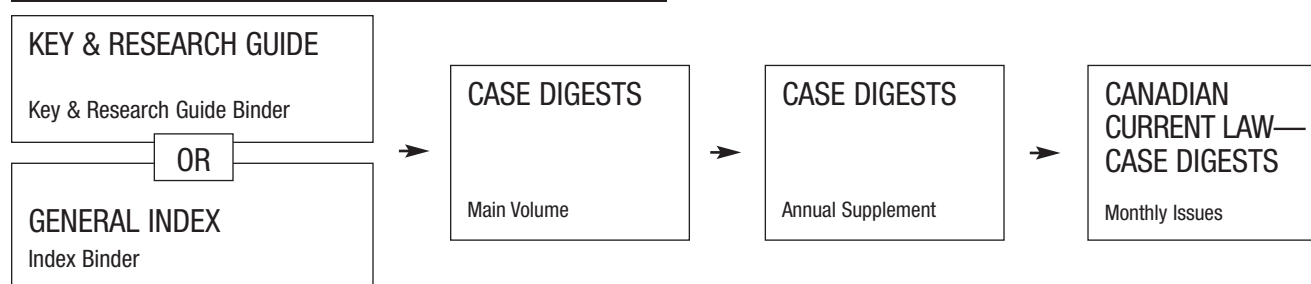 KEY & RESEARCH GUIDE
Key & Research Guide Binder
OR
GENERAL INDEX
Index Binder
CASE DIGESTS
Main Volume
CASE DIGESTS
Annual Supplement
CANADIAN
CURRENT LAW—
CASE DIGESTS
Monthly Issues